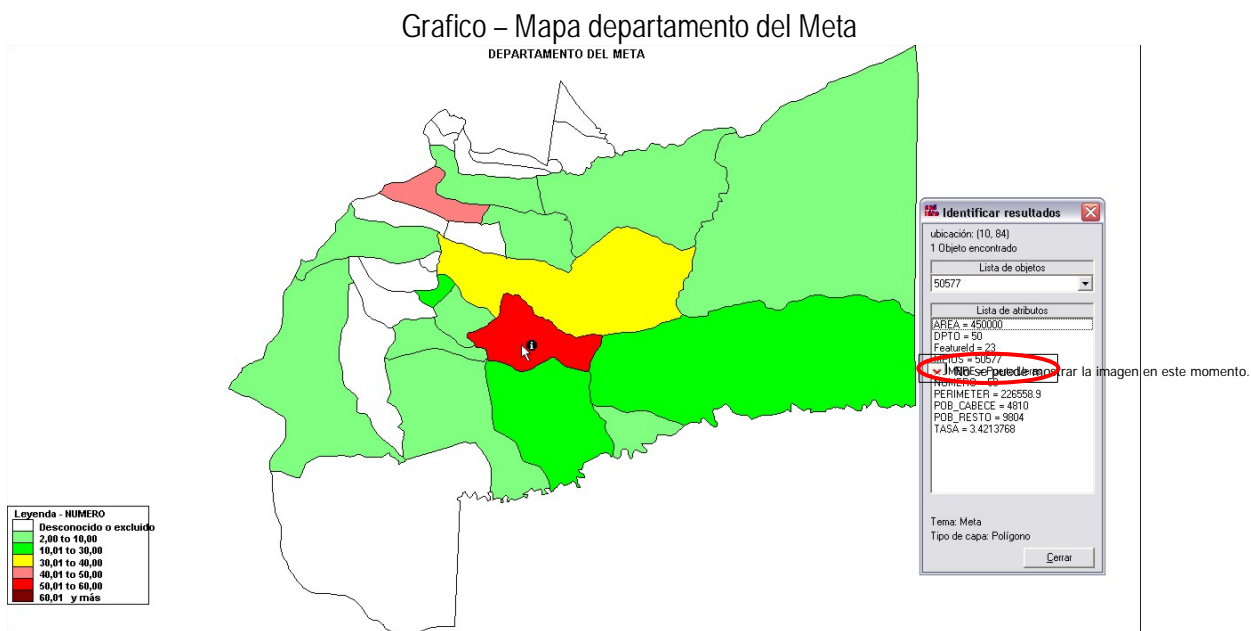 Grafico – Mapa departamento del Meta
DEPARTAMENTO DEL META
Identificar resultados
ubicación: (10, 84)
1 Objeto encontrado
Lista de objetos
50577
Lista de atributos
AREA = 450000
DPTO = 50
FeatureId = 23
= 50577
No se puede mostrar la imagen en este momento.
PERIMETER = 226558.9
POB_CABECE = 4810
POB_RESTO = 9804
TASA = 3.4213768
Tema: Meta
Tipo de capa: Polígono
Cerrar
Leyenda - NUMERO
Desconocido o excluido
2,00 to 10,00
10,01 to 30,00
30,01 to 40,00
40,01 to 50,00
50,01 to 60,00
60,01 y más